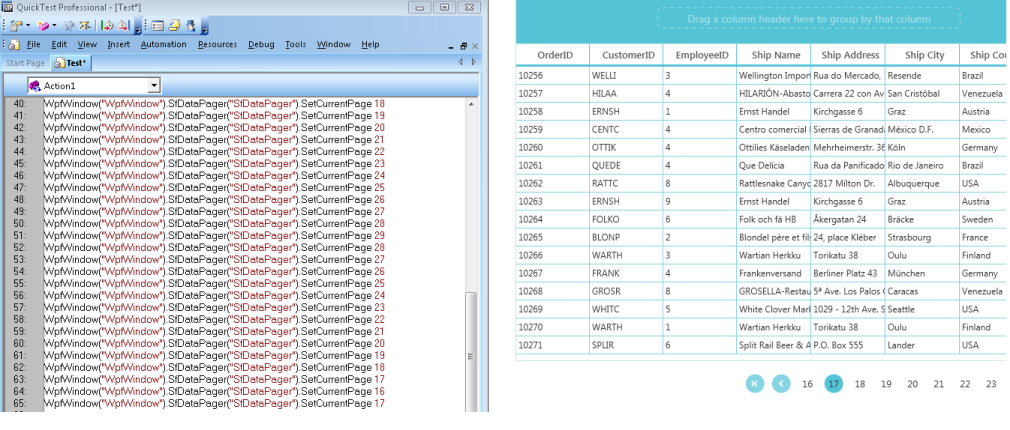 QuickTest Professional - [Test*]
File Edit View Insert Automation Resources Debug Tools Window Help
Start Page Test*
Action1
40: WpfWindow("WpfWindow").SfDataPager("SfDataPager").SetCurrentPage 18
41: WpfWindow("WpfWindow").SfDataPager("SfDataPager").SetCurrentPage 19
42: WpfWindow("WpfWindow").SfDataPager("SfDataPager").SetCurrentPage 20
43: WpfWindow("WpfWindow").SfDataPager("SfDataPager").SetCurrentPage 21
44: WpfWindow("WpfWindow").SfDataPager("SfDataPager").SetCurrentPage 22
45: WpfWindow("WpfWindow").SfDataPager("SfDataPager").SetCurrentPage 23
46: WpfWindow("WpfWindow").SfDataPager("SfDataPager").SetCurrentPage 24
47: WpfWindow("WpfWindow").SfDataPager("SfDataPager").SetCurrentPage 25
48: WpfWindow("WpfWindow").SfDataPager("SfDataPager").SetCurrentPage 26
49: WpfWindow("WpfWindow").SfDataPager("SfDataPager").SetCurrentPage 27
50: WpfWindow("WpfWindow").SfDataPager("SfDataPager").SetCurrentPage 28
51: WpfWindow("WpfWindow").SfDataPager("SfDataPager").SetCurrentPage 29
52: WpfWindow("WpfWindow").SfDataPager("SfDataPager").SetCurrentPage 28
53: WpfWindow("WpfWindow").SfDataPager("SfDataPager").SetCurrentPage 27
54: WpfWindow("WpfWindow").SfDataPager("SfDataPager").SetCurrentPage 26
55: WpfWindow("WpfWindow").SfDataPager("SfDataPager").SetCurrentPage 25
56: WpfWindow("WpfWindow").SfDataPager("SfDataPager").SetCurrentPage 24
57: WpfWindow("WpfWindow").SfDataPager("SfDataPager").SetCurrentPage 23
58: WpfWindow("WpfWindow").SfDataPager("SfDataPager").SetCurrentPage 22
59: WpfWindow("WpfWindow").SfDataPager("SfDataPager").SetCurrentPage 21
60: WpfWindow("WpfWindow").SfDataPager("SfDataPager").SetCurrentPage 20
61: WpfWindow("WpfWindow").SfDataPager("SfDataPager").SetCurrentPage 19
62: WpfWindow("WpfWindow").SfDataPager("SfDataPager").SetCurrentPage 18
63: WpfWindow("WpfWindow").SfDataPager("SfDataPager").SetCurrentPage 17
64: WpfWindow("WpfWindow").SfDataPager("SfDataPager").SetCurrentPage 16
65: WpfWindow("WpfWindow").SfDataPager("SfDataPager").SetCurrentPage 17
Drag a column header here to group by that column
OrderID CustomerID EmployeeID Ship Name Ship Address Ship City Ship Cou
10256 WELLI 3 Wellington Import Rua do Mercado, Resende Brazil
10257 HILAA 4 HILARIÓN-Abasto Carrera 22 con Av San Cristóbal Venezuela
10258 ERNSH 1 Ernst Handel Kirchgasse 6 Graz Austria
10259 CENTC 4 Centro comercial Sierras de Granad México D.F. Mexico
10260 OTTIK 4 Ottilies Käseladen Mehrheimerstr. 36 Köln Germany
10261 QUEDE 4 Que Delícia Rua da Panificado Rio de Janeiro Brazil
10262 RATTC 8 Rattlesnake Canyo 2817 Milton Dr. Albuquerque USA
10263 ERNSH 9 Ernst Handel Kirchgasse 6 Graz Austria
10264 FOLKO 6 Folk och fä HB Åkergatan 24 Bräcke Sweden
10265 BLONP 2 Blondel père et fils 24, place Kléber Strasbourg France
10266 WARTH 3 Wartian Herkku Torikatu 38 Oulu Finland
10267 FRANK 4 Frankenversand Berliner Platz 43 München Germany
10268 GROSR 8 GROSELLA-Restau 5ª Ave. Los Palos Caracas Venezuela
10269 WHITC 5 White Clover Mark 1029 - 12th Ave. S Seattle USA
10270 WARTH 1 Wartian Herkku Torikatu 38 Oulu Finland
10271 SPLIR 6 Split Rail Beer & A P.O. Box 555 Lander USA
16 17 18 19 20 21 22 23